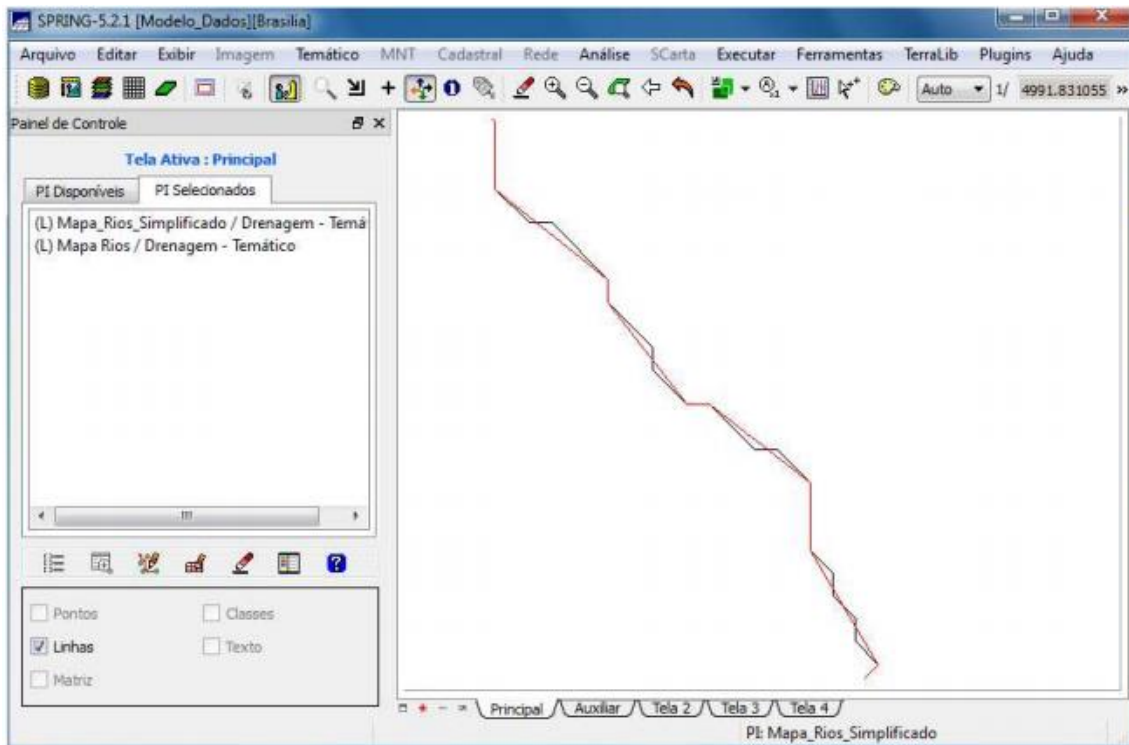 SPRING-5.2.1 [Modelo_Dados][Brasilia]
Arquivo Editar Exibir Imagem Temático MNT Cadastral Rede Análise SCarta Executar Ferramentas TerraLib Plugins Ajuda
Auto 1/ 4991.831055 »
Painel de Controle
Tela Ativa : Principal
PI Disponíveis PI Selecionados
(L) Mapa_Rios_Simplificado / Drenagem - Temá
(L) Mapa Rios / Drenagem - Temático
Pontos Classes
Linhas Texto
Matriz
Principal Auxiliar Tela 2 Tela 3 Tela 4
PI: Mapa_Rios_Simplificado